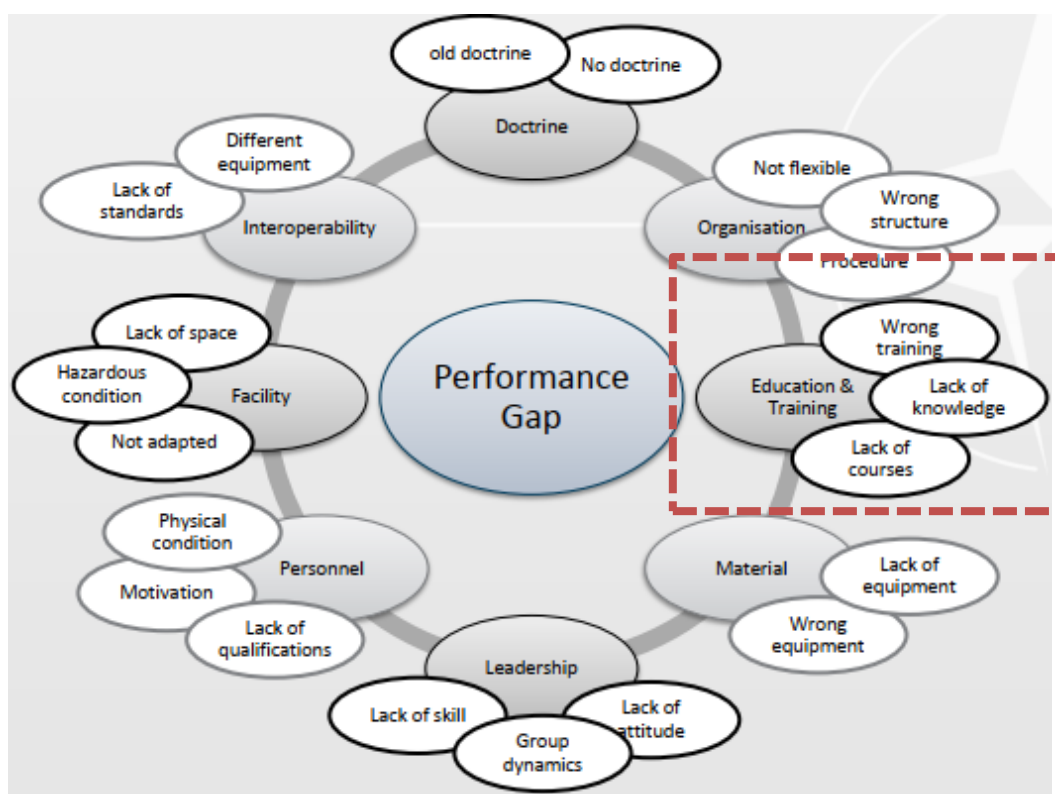 old doctrine
No doctrine
Doctrine
Different
equipment
Lack of
standards
Interoperability
Not flexible
Wrong
structure
Organisation
Procedure
Lack of space
Hazardous
condition
Facility
Not adapted
Performance
Gap
Wrong
training
Education &
Training
Lack of
knowledge
Lack of
courses
Physical
condition
Motivation
Personnel
Lack of
qualifications
Material
Lack of
equipment
Wrong
equipment
Leadership
Lack of skill
Group
dynamics
Lack of
attitude